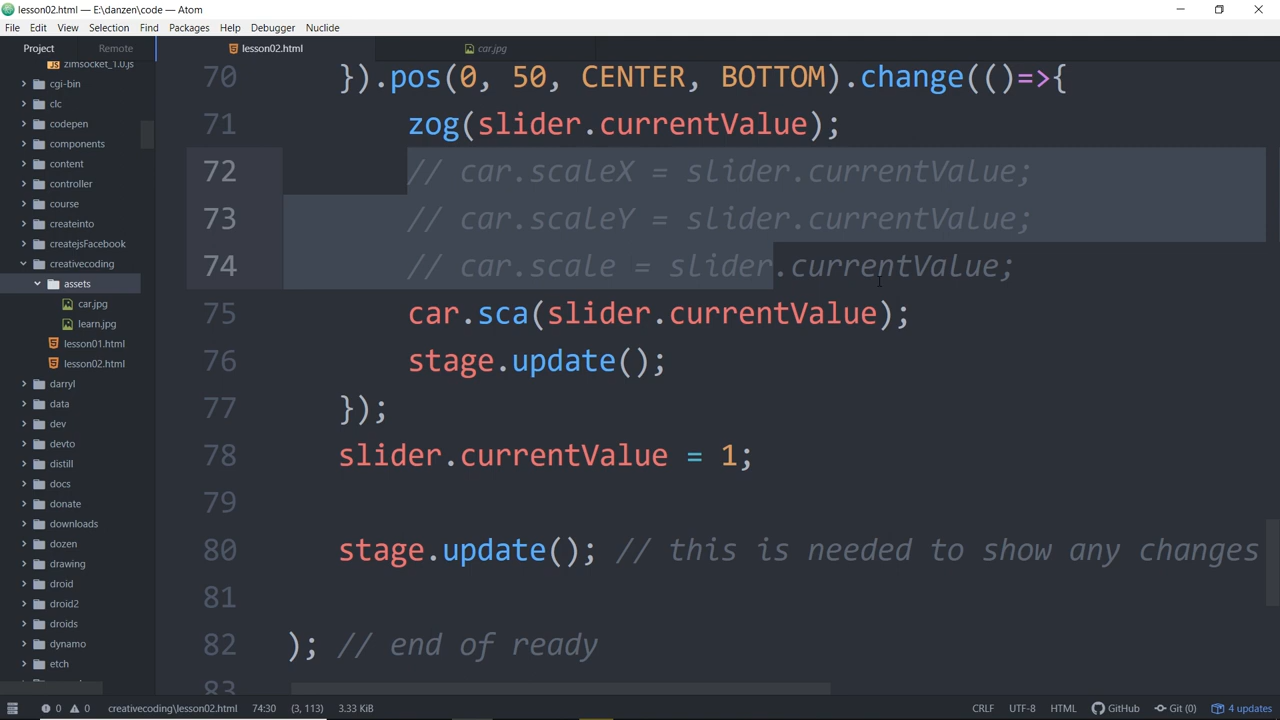 lesson02.html — E:\danzen\code — Atom
File Edit View Selection Find Packages Help Debugger Nuclide
Project Remote
lesson02.html
car.jpg
zimsocket_1.0.js
cgi-bin
clc
codepen
components
content
controller
course
createinto
createjsFacebook
creativecoding
assets
car.jpg
learn.jpg
lesson01.html
lesson02.html
darryl
data
dev
devto
distill
docs
donate
downloads
dozen
drawing
droid
droid2
droids
dynamo
etch
70 }).pos(0, 50, CENTER, BOTTOM).change(()=>{
71 zog(slider.currentValue);
72 // car.scaleX = slider.currentValue;
73 // car.scaleY = slider.currentValue;
74 // car.scale = slider.currentValue;
75 car.sca(slider.currentValue);
76 stage.update();
77 });
78 slider.currentValue = 1;
79
80 stage.update(); // this is needed to show any changes
81
82 ); // end of ready
83
0 0 creativecoding\lesson02.html 74:30 (3, 113) 3.33 KiB CRLF UTF-8 HTML GitHub Git (0) 4 updates